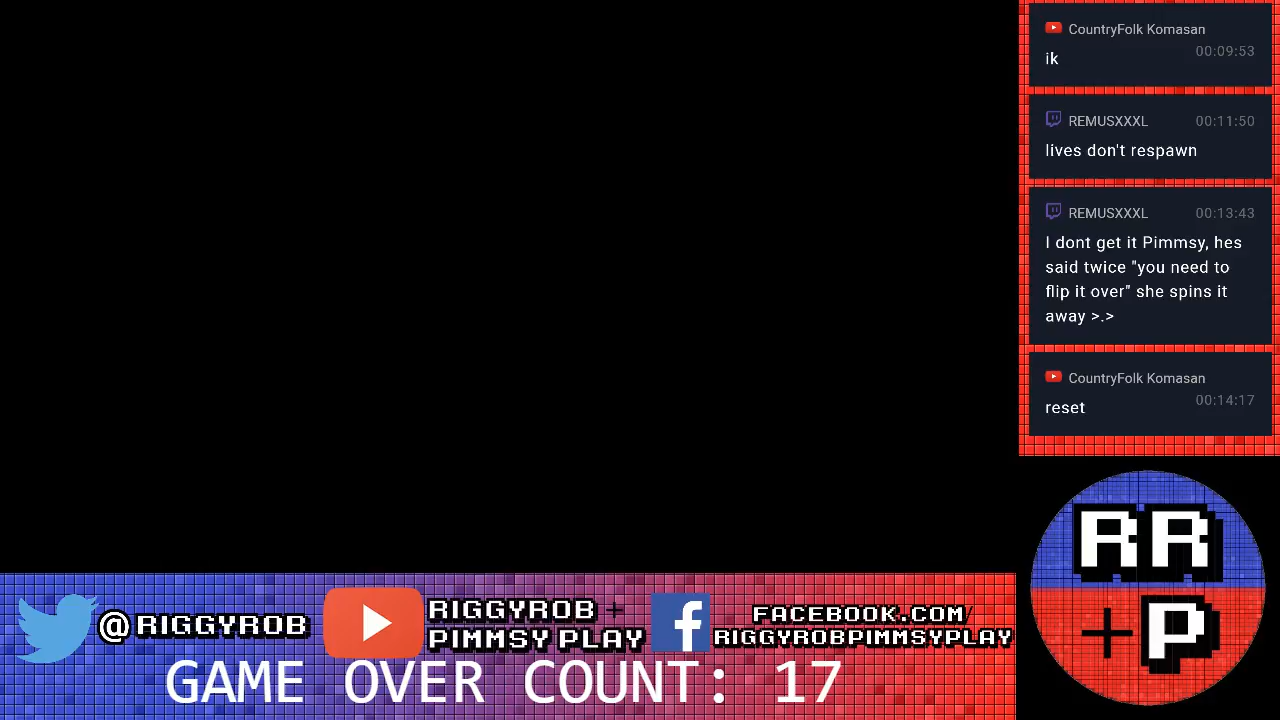 CountryFolk Komasan
00:09:53
ik
REMUSXXXL 00:11:50
lives don't respawn
REMUSXXXL 00:13:43
I dont get it Pimmsy, hes
said twice "you need to
flip it over" she spins it
away >.>
CountryFolk Komasan
00:14:17
reset
RR
+P
@RIGGYROB
RIGGYROB +
PIMMSY PLAY
FACEBOOK.COM/
RIGGYROBPIMMSYPLAY
GAME OVER COUNT: 17